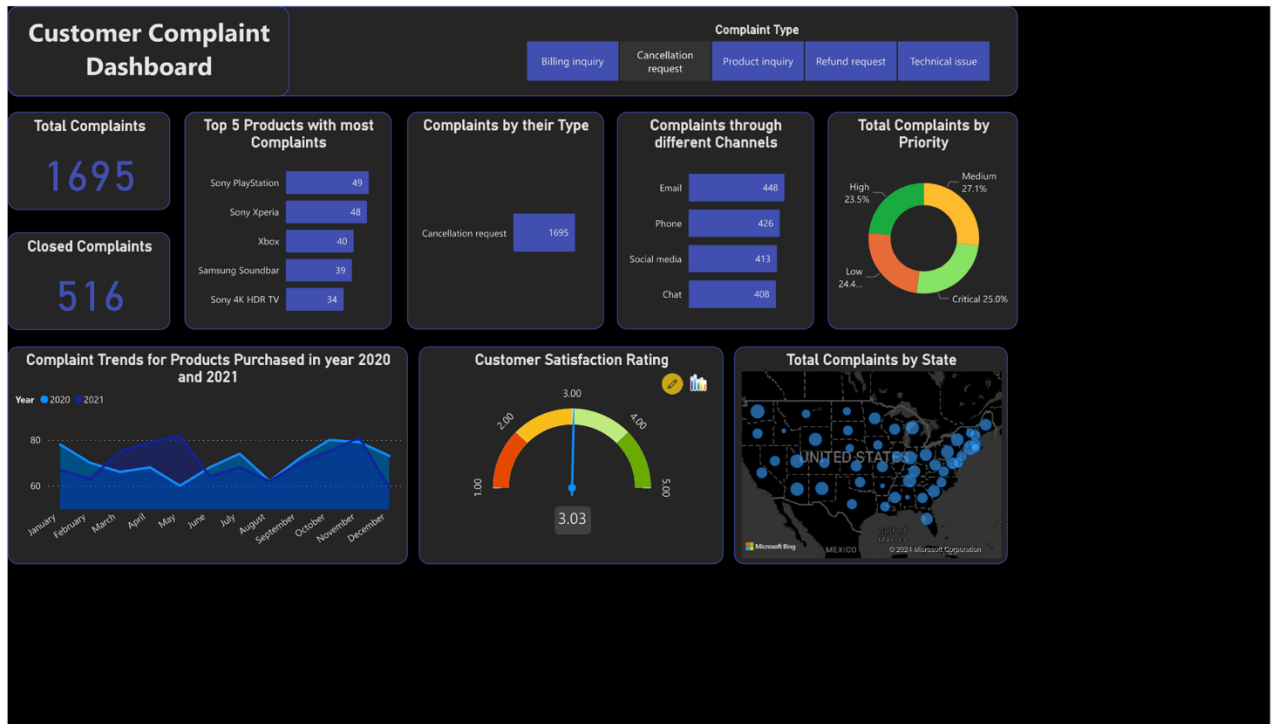 Customer Complaint
Dashboard
Complaint Type
Billing inquiry
Cancellation
request
Product inquiry
Refund request
Technical issue
Total Complaints
1695
Closed Complaints
516
Top 5 Products with most
Complaints
Sony PlayStation 49
Sony Xperia 48
Xbox 40
Samsung Soundbar 39
Sony 4K HDR TV 34
Complaints by their Type
Cancellation request 1695
Complaints through
different Channels
Email 448
Phone 426
Social media 413
Chat 408
Total Complaints by
Priority
Medium
27.1%
High
23.5%
Low
24.4...
Critical 25.0%
Complaint Trends for Products Purchased in year 2020
and 2021
Year 2020 2021
80
60
January
February
March
April
May
June
July
August
September
October
November
December
Customer Satisfaction Rating
1.00
2.00
3.00
4.00
5.00
3.03
Total Complaints by State
UNITED STATES
Gulf of
Mexico
MEXICO
Microsoft Bing
© 2024 Microsoft Corporation